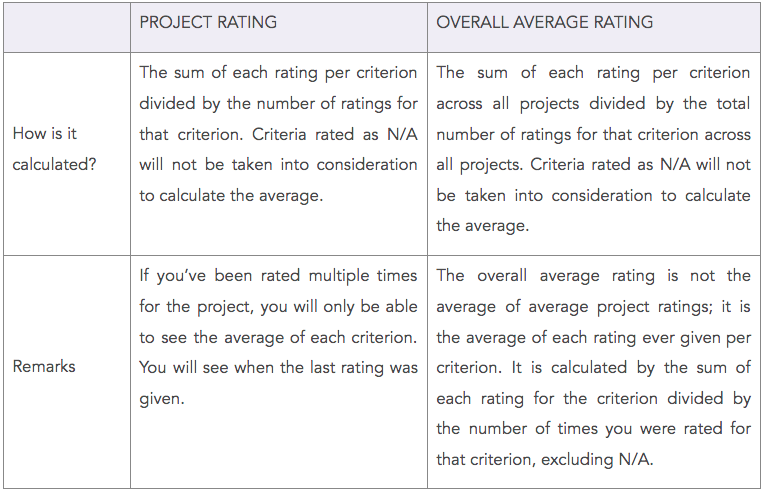 PROJECT RATING
OVERALL AVERAGE RATING
How is it
calculated?
The sum of each rating per criterion
divided by the number of ratings for
that criterion. Criteria rated as N/A
will not be taken into consideration
to calculate the average.
The sum of each rating per criterion
across all projects divided by the total
number of ratings for that criterion across
all projects. Criteria rated as N/A will not
be taken into consideration to calculate
the average.
Remarks
If you’ve been rated multiple times
for the project, you will only be able
to see the average of each criterion.
You will see when the last rating was
given.
The overall average rating is not the
average of average project ratings; it is
the average of each rating ever given per
criterion. It is calculated by the sum of
each rating for the criterion divided by
the number of times you were rated for
that criterion, excluding N/A.